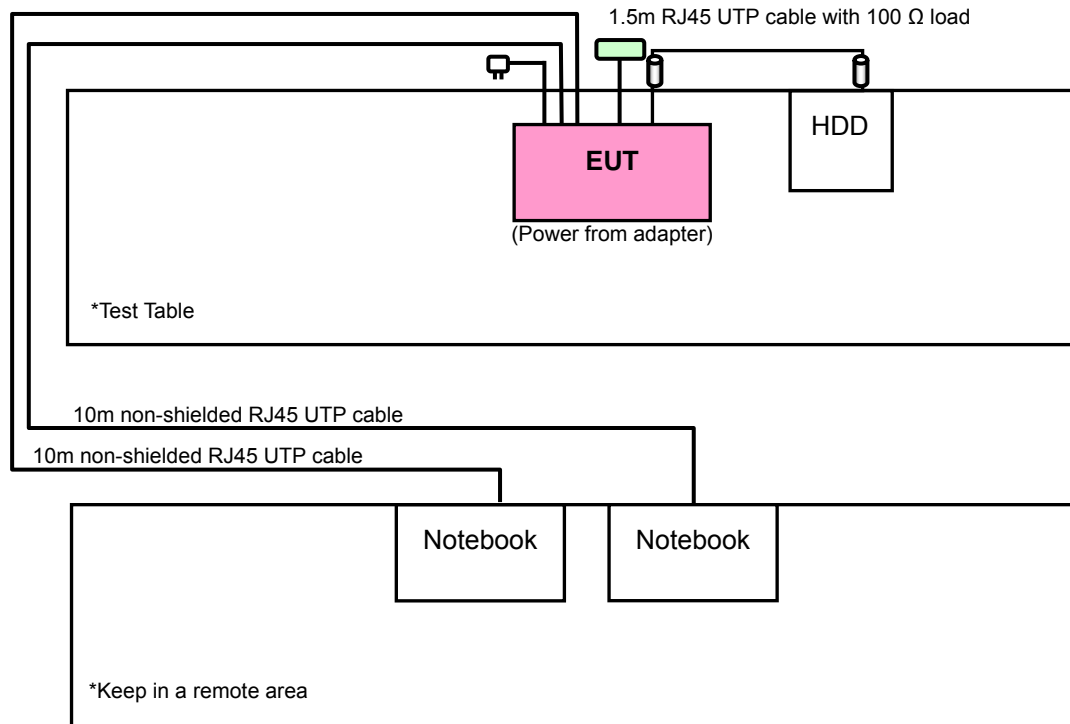 1.5m RJ45 UTP cable with 100 Ω load
HDD
EUT
(Power from adapter)
*Test Table
10m non-shielded RJ45 UTP cable
10m non-shielded RJ45 UTP cable
Notebook
Notebook
*Keep in a remote area